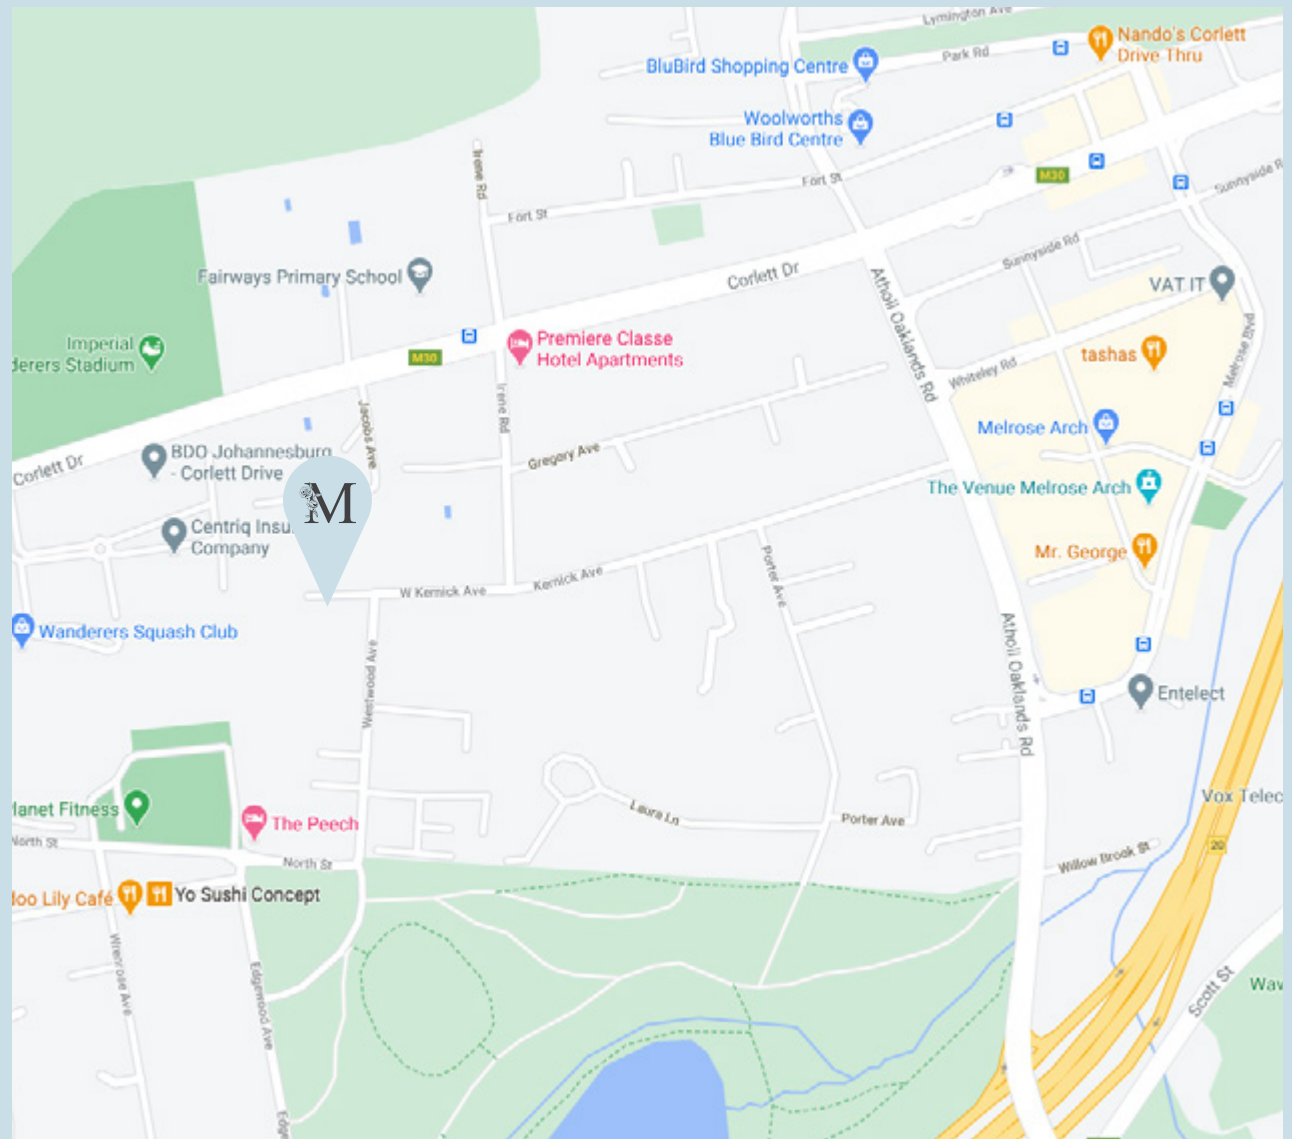 Lymington Ave
Nando's Corlett
Drive Thru
Park Rd
BluBird Shopping Centre
Woolworths
Blue Bird Centre
Irene Rd
Fort St
M30
Sunnyside R
Fort St
Sunnyside Rd
Fairways Primary School
Corlett Dr
Atholl Oaklands Rd
VAT IT
Imperial
derers Stadium
Premiere Classe
Hotel Apartments
M30
tashas
Melrose Blvd
Whiteley Rd
Irene Rd
Jacobs Ave
Melrose Arch
BDO Johannesburg
- Corlett Drive
Corlett Dr
Gregory Ave
The Venue Melrose Arch
M
Centriq Insu
Company
Mr. George
Porter Ave
Kernick Ave
W Kernick Ave
Wanderers Squash Club
Westwood Ave
Atholl Oaklands Rd
Entelect
Vox Telec
lanet Fitness
The Peech
Laura Ln
Porter Ave
North St
North St
20
Willow Brook St
loo Lily Café
Yo Sushi Concept
Wrenrose Ave
Edgewood Ave
Scott St
Wav
Edge